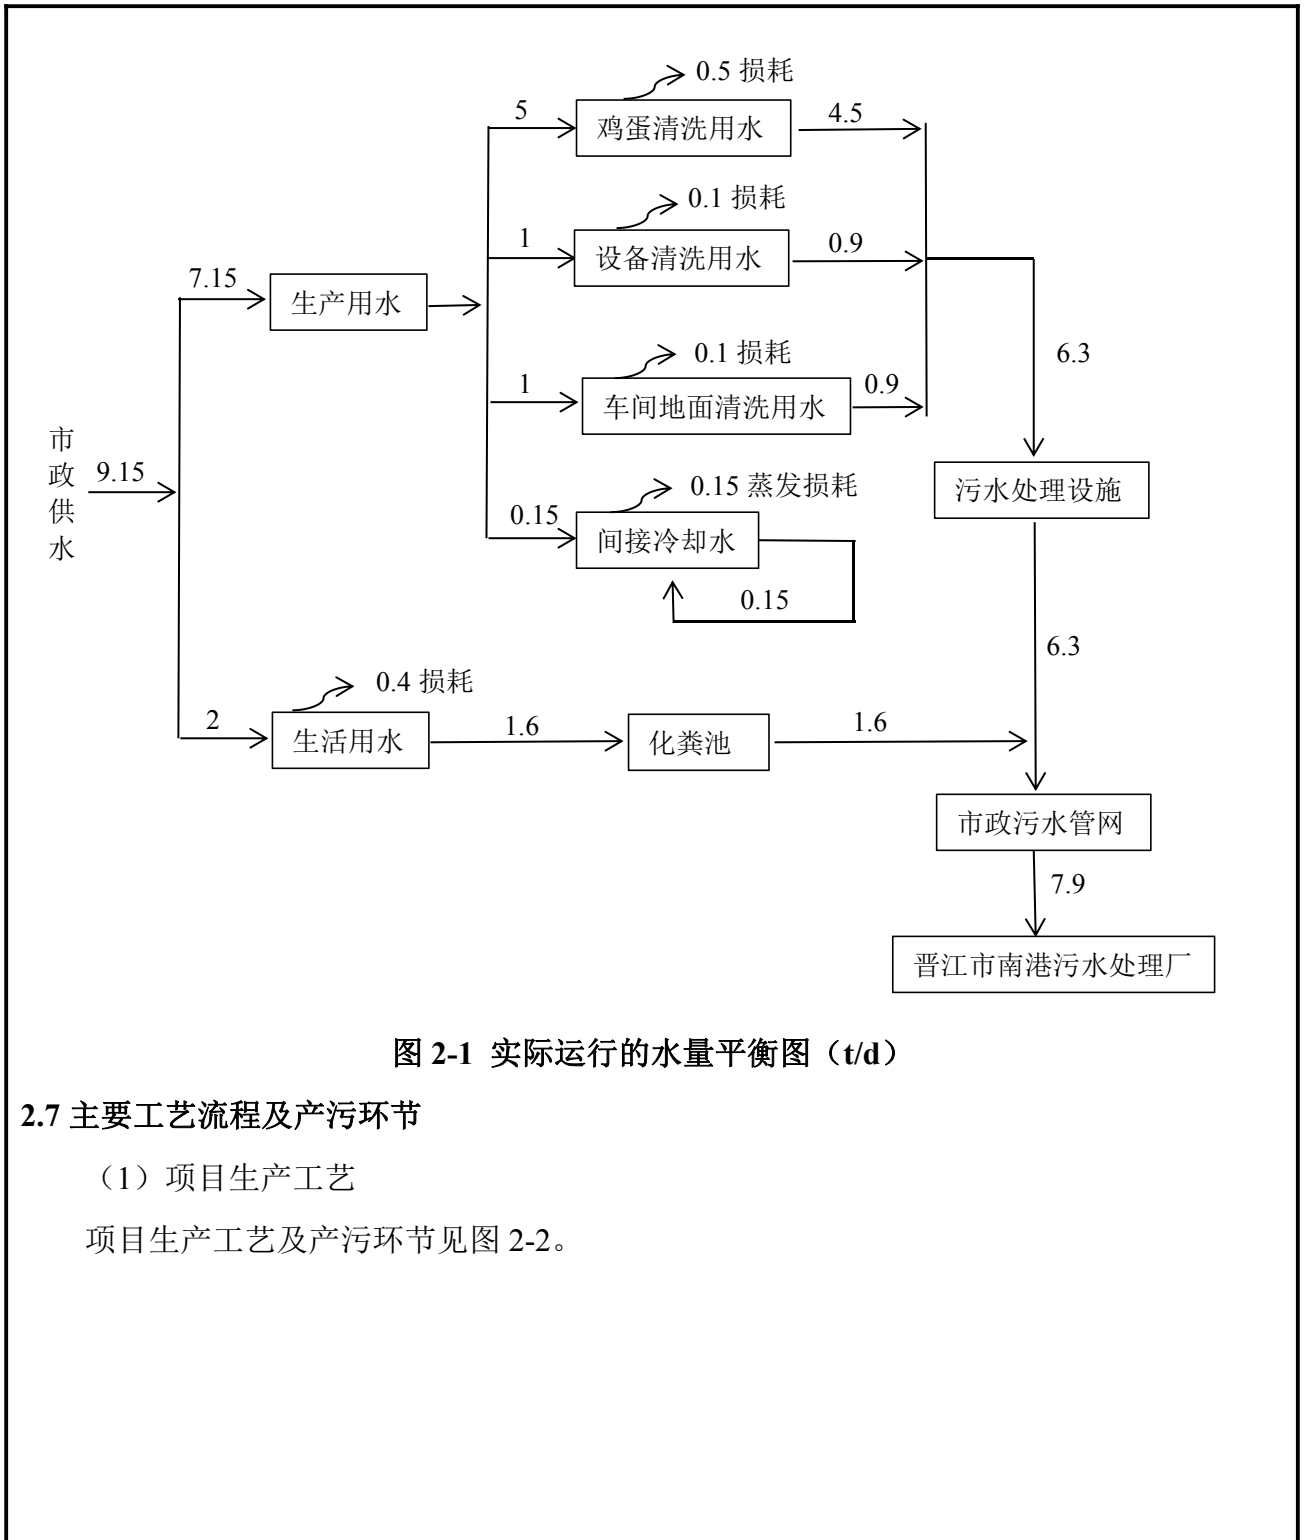 0.5 损耗
5
鸡蛋清洗用水
4.5
0.1 损耗
1
设备清洗用水
0.9
7.15
生产用水
0.1 损耗
1
车间地面清洗用水
0.9
6.3
市政供水
9.15
0.15 蒸发损耗
0.15
间接冷却水
0.15
污水处理设施
6.3
0.4 损耗
2
生活用水
1.6
化粪池
1.6
市政污水管网
7.9
晋江市南港污水处理厂
图 2-1 实际运行的水量平衡图（t/d）
2.7 主要工艺流程及产污环节
（1）项目生产工艺
项目生产工艺及产污环节见图 2-2。